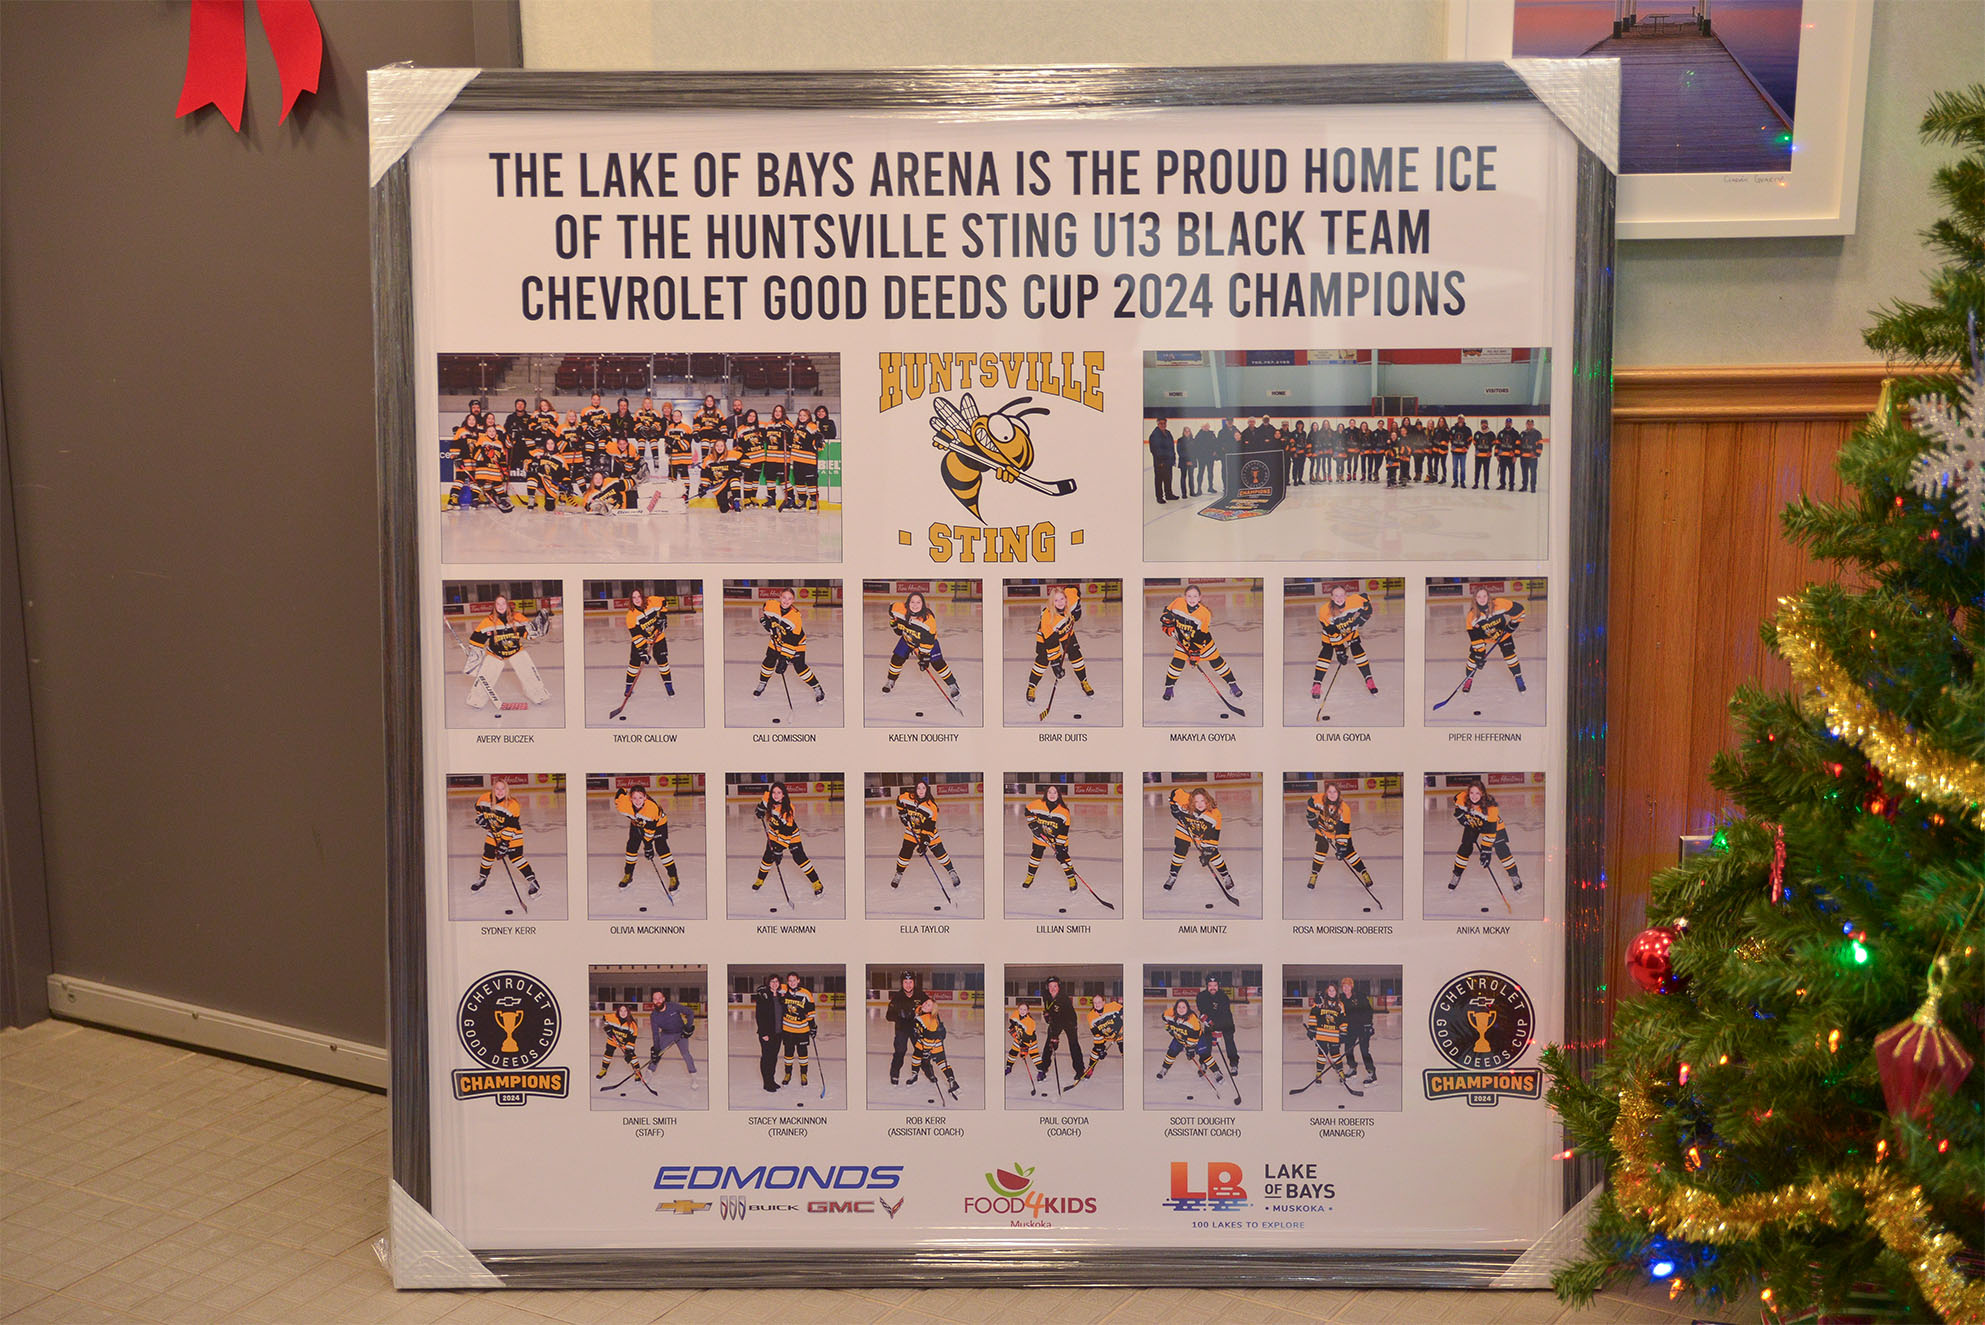 THE LAKE OF BAYS ARENA IS THE PROUD HOME ICE
OF THE HUNTSVILLE STING U13 BLACK TEAM
CHEVROLET GOOD DEEDS CUP 2024 CHAMPIONS
HUNTSVILLE
· STING ·
HOME
HOME
VISITORS
CHAMPIONS
AVERY BUCZEK
TAYLOR CALLOW
CALI COMISSION
KAELYN DOUGHTY
BRIAR DUITS
MAKAYLA GOYDA
OLIVIA GOYDA
PIPER HEFFERNAN
SYDNEY KERR
OLIVIA MACKINNON
KATIE WARMAN
ELLA TAYLOR
LILLIAN SMITH
AMIA MUNTZ
ROSA MORISON-ROBERTS
ANIKA MCKAY
CHEVROLET
GOOD DEEDS CUP
CHAMPIONS
2024
DANIEL SMITH
(STAFF)
STACEY MACKINNON
(TRAINER)
ROB KERR
(ASSISTANT COACH)
PAUL GOYDA
(COACH)
SCOTT DOUGHTY
(ASSISTANT COACH)
SARAH ROBERTS
(MANAGER)
CHEVROLET
GOOD DEEDS CUP
CHAMPIONS
2024
EDMONDS
BUICK GMC
FOOD4KIDS
Muskoka
LB
LAKE
OF BAYS
• MUSKOKA •
100 LAKES TO EXPLORE